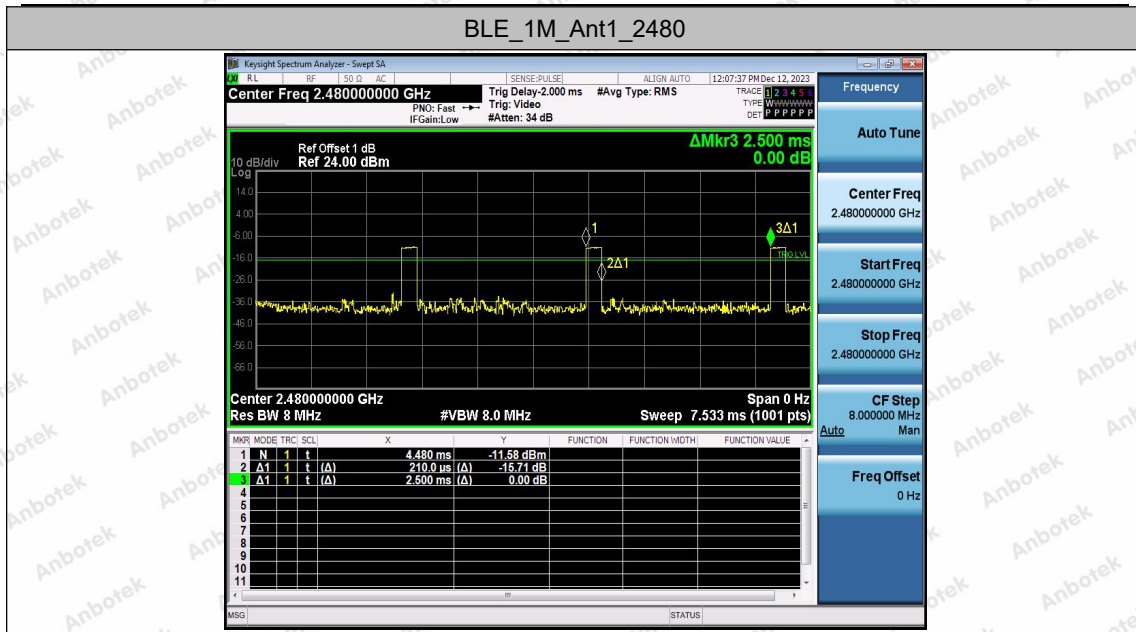 BLE_1M_Ant1_2480
Keysight Spectrum Analyzer - Swept SA
LXI RL RF 50 Ω AC SENSE:PULSE ALIGN AUTO 12:07:37 PM Dec 12, 2023
Center Freq 2.480000000 GHz Trig Delay-2.000 ms #Avg Type: RMS TRACE 1 2 3 4 5 6
PNO: Fast Trig: Video TYPE WWWWWW
IFGain:Low #Atten: 34 dB DET P P P P P P
ΔMkr3 2.500 ms
0.00 dB
Ref Offset 1 dB
10 dB/div Ref 24.00 dBm
Log
14.0
4.00
-6.00
-16.0
-26.0
-36.0
-46.0
-56.0
-66.0
1
2Δ1
3Δ1
TRIG LVL
Center 2.480000000 GHz Span 0 Hz
Res BW 8 MHz #VBW 8.0 MHz Sweep 7.533 ms (1001 pts)
MKR MODE TRC SCL X Y FUNCTION FUNCTION WIDTH FUNCTION VALUE
1 N 1 t 4.480 ms -11.58 dBm
2 Δ1 1 t (Δ) 210.0 µs (Δ) -15.71 dB
3 Δ1 1 t (Δ) 2.500 ms (Δ) 0.00 dB
4
5
6
7
8
9
10
11
MSG STATUS
Frequency
Auto Tune
Center Freq
2.480000000 GHz
Start Freq
2.480000000 GHz
Stop Freq
2.480000000 GHz
CF Step
8.000000 MHz
Auto Man
Freq Offset
0 Hz
Anbotek